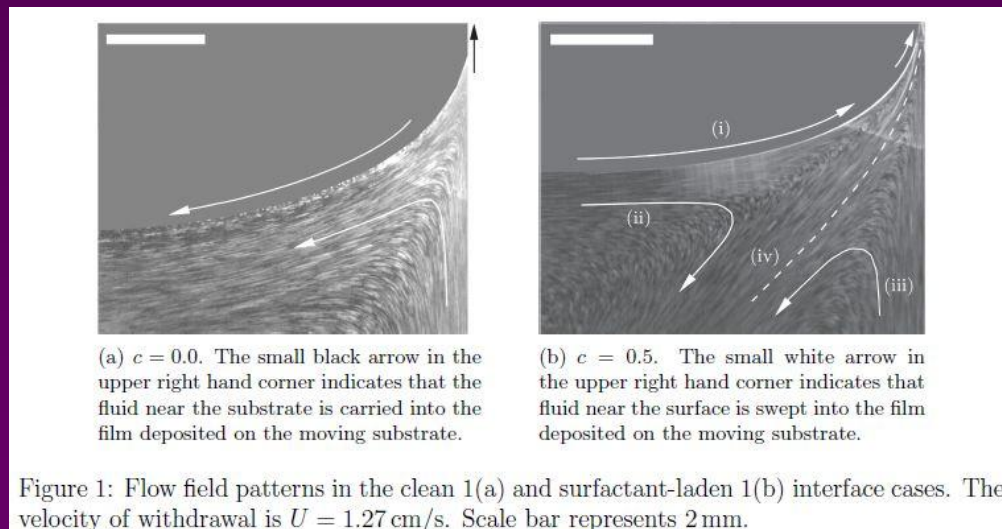 (i)
(ii)
(iv)
(iii)
(a) c = 0.0. The small black arrow in the
upper right hand corner indicates that the
fluid near the substrate is carried into the
film deposited on the moving substrate.
(b) c = 0.5. The small white arrow in
the upper right hand corner indicates that
fluid near the surface is swept into the film
deposited on the moving substrate.
Figure 1: Flow field patterns in the clean 1(a) and surfactant-laden 1(b) interface cases. The
velocity of withdrawal is U = 1.27 cm/s. Scale bar represents 2 mm.